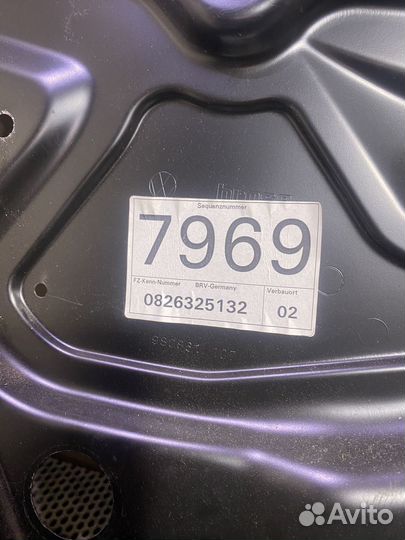 Sequenznummer
7969
FZ-Kenn-Nummer BRV-Germany Verbauort
0826325132 02
Avito